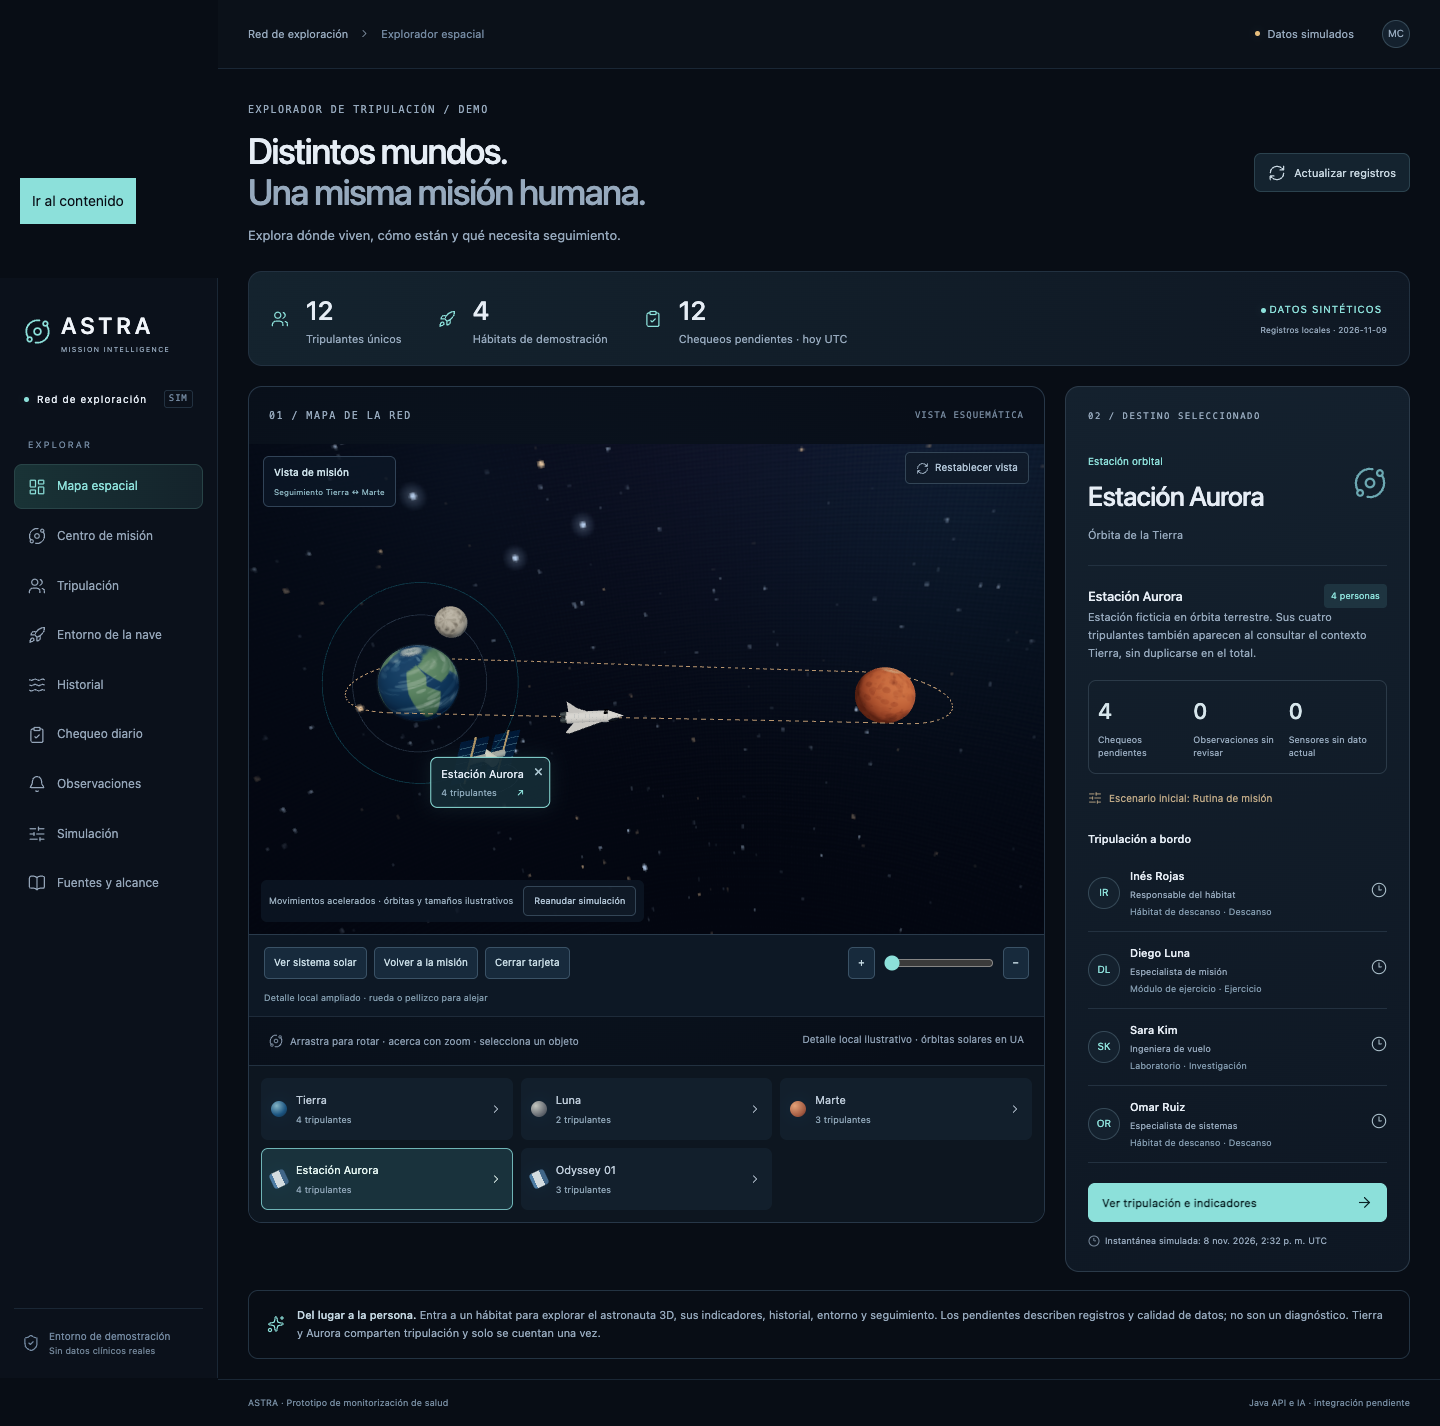 Red de exploración
Explorador espacial
Datos simulados
MC
Ir al contenido
ASTRA
MISSION INTELLIGENCE
Red de exploración
SIM
EXPLORAR
Mapa espacial
Centro de misión
Tripulación
Entorno de la nave
Historial
Chequeo diario
Observaciones
Simulación
Fuentes y alcance
Entorno de demostración
Sin datos clínicos reales
EXPLORADOR DE TRIPULACIÓN / DEMO
Distintos mundos.
Una misma misión humana.
Explora dónde viven, cómo están y qué necesita seguimiento.
Actualizar registros
12
Tripulantes únicos
4
Hábitats de demostración
12
Chequeos pendientes · hoy UTC
DATOS SINTÉTICOS
Registros locales · 2026-11-09
01 / MAPA DE LA RED
VISTA ESQUEMÁTICA
Vista de misión
Seguimiento Tierra ↔ Marte
Restablecer vista
Estación Aurora
×
4 tripulantes ↗
Movimientos acelerados · órbitas y tamaños ilustrativos
Reanudar simulación
Ver sistema solar
Volver a la misión
Cerrar tarjeta
+
−
Detalle local ampliado · rueda o pellizco para alejar
Arrastra para rotar · acerca con zoom · selecciona un objeto
Detalle local ilustrativo · órbitas solares en UA
Tierra
4 tripulantes
Luna
2 tripulantes
Marte
3 tripulantes
Estación Aurora
4 tripulantes
Odyssey 01
3 tripulantes
02 / DESTINO SELECCIONADO
Estación orbital
Estación Aurora
Órbita de la Tierra
Estación Aurora
4 personas
Estación ficticia en órbita terrestre. Sus cuatro
tripulantes también aparecen al consultar el contexto
Tierra, sin duplicarse en el total.
4
Chequeos
pendientes
0
Observaciones sin
revisar
0
Sensores sin dato
actual
Escenario inicial: Rutina de misión
Tripulación a bordo
IR
Inés Rojas
Responsable del hábitat
Hábitat de descanso · Descanso
DL
Diego Luna
Especialista de misión
Módulo de ejercicio · Ejercicio
SK
Sara Kim
Ingeniera de vuelo
Laboratorio · Investigación
OR
Omar Ruiz
Especialista de sistemas
Hábitat de descanso · Descanso
Ver tripulación e indicadores
Instantánea simulada: 8 nov. 2026, 2:32 p. m. UTC
Del lugar a la persona. Entra a un hábitat para explorar el astronauta 3D, sus indicadores, historial, entorno y seguimiento. Los pendientes describen registros y calidad de datos; no son un diagnóstico. Tierra
y Aurora comparten tripulación y solo se cuentan una vez.
ASTRA · Prototipo de monitorización de salud
Java API e IA · integración pendiente